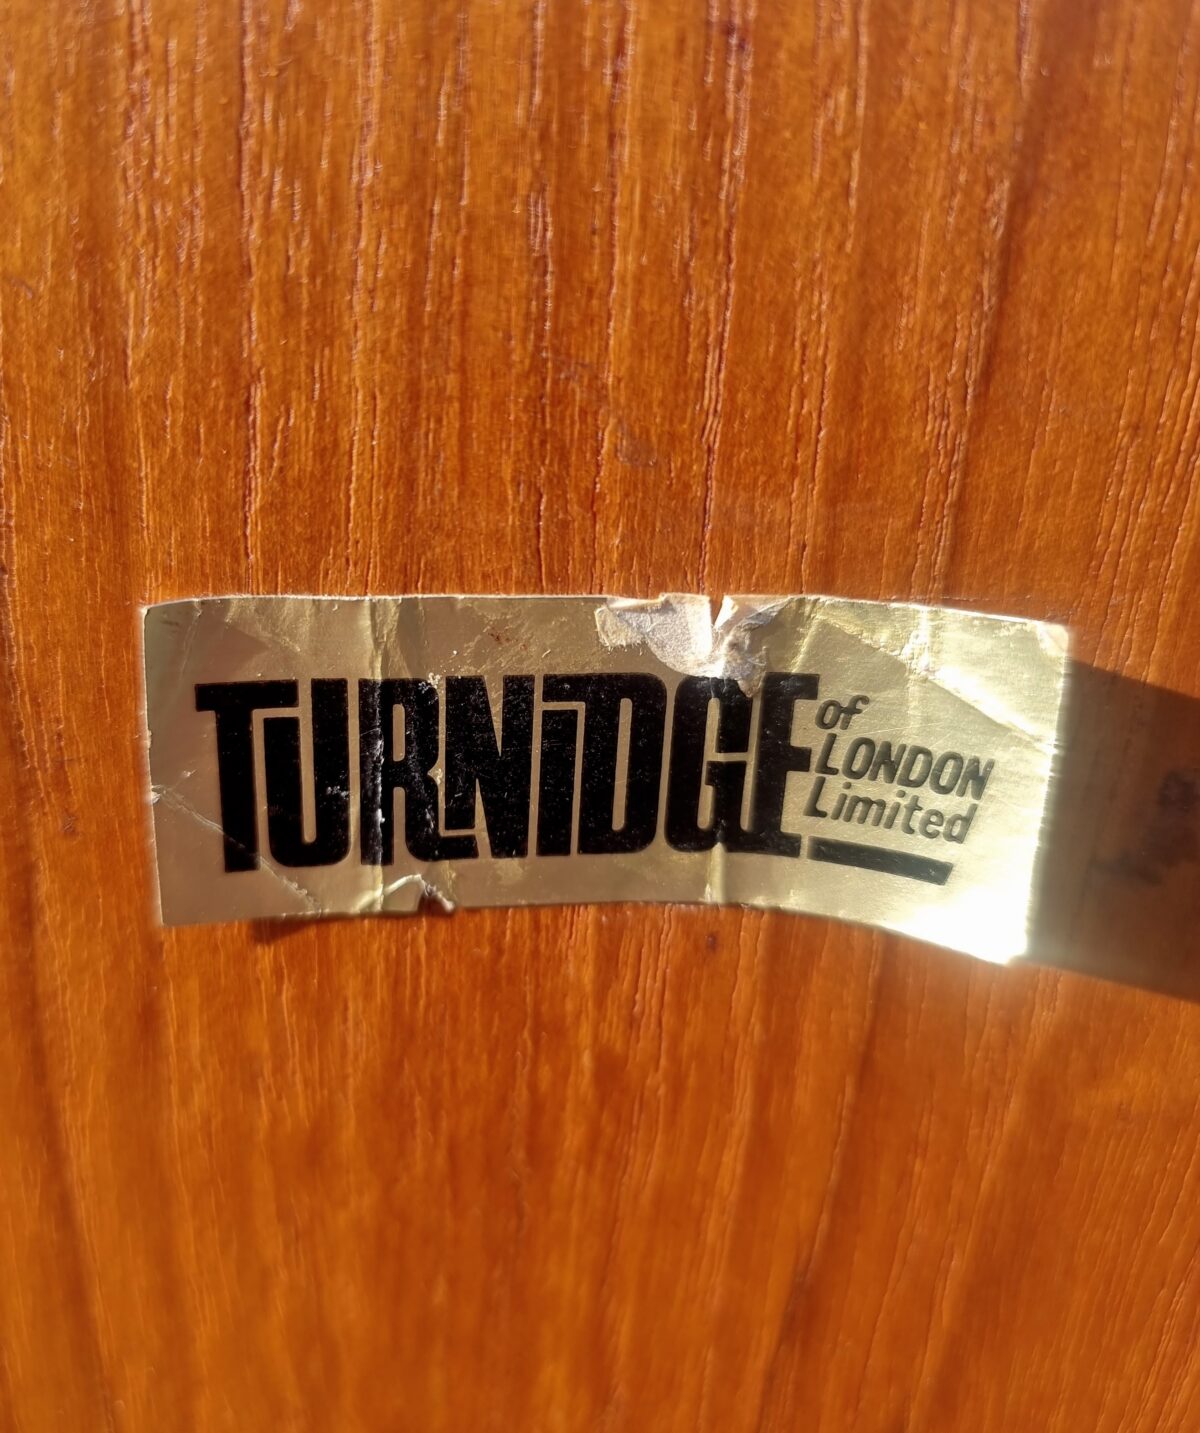 TURNiDGE
of
LONDON
Limited